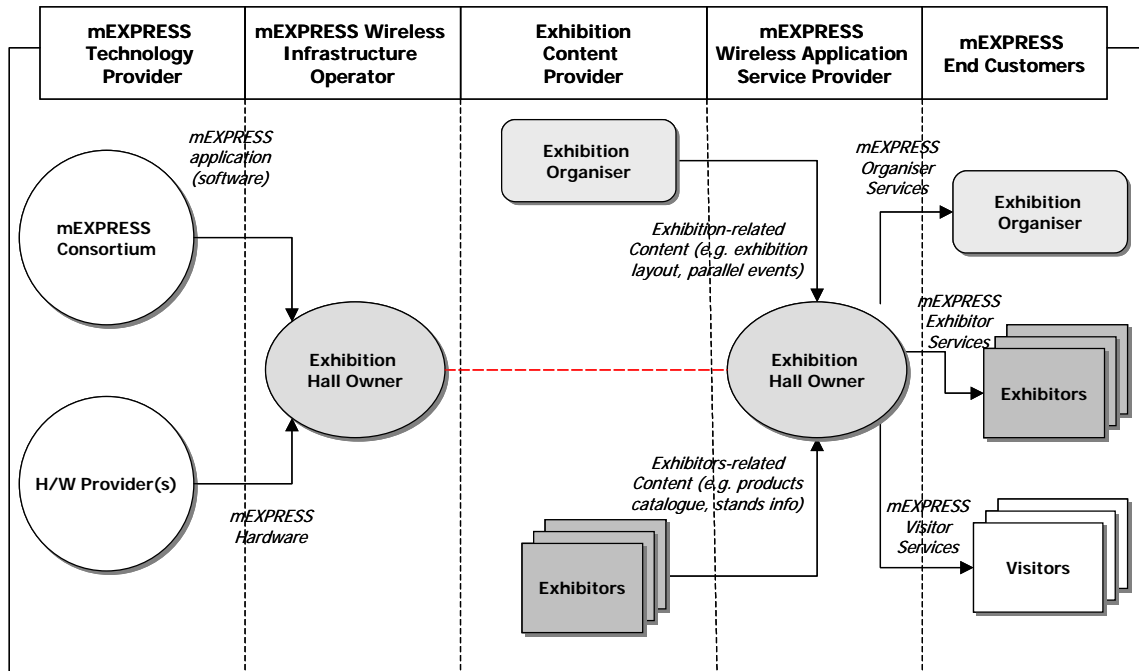 mEXPRESS
Technology
Provider
mEXPRESS Wireless
Infrastructure
Operator
Exhibition
Content
Provider
mEXPRESS
Wireless Application
Service Provider
mEXPRESS
End Customers
mEXPRESS
application
(software)
mEXPRESS
Consortium
H/W Provider(s)
mEXPRESS
Hardware
Exhibition
Hall Owner
Exhibition
Organiser
Exhibition-related
Content (e.g. exhibition
layout, parallel events)
Exhibitors-related
Content (e.g. products
catalogue, stands info)
Exhibitors
Exhibition
Hall Owner
mEXPRESS
Organiser
Services
Exhibition
Organiser
mEXPRESS
Exhibitor
Services
Exhibitors
mEXPRESS
Visitor
Services
Visitors